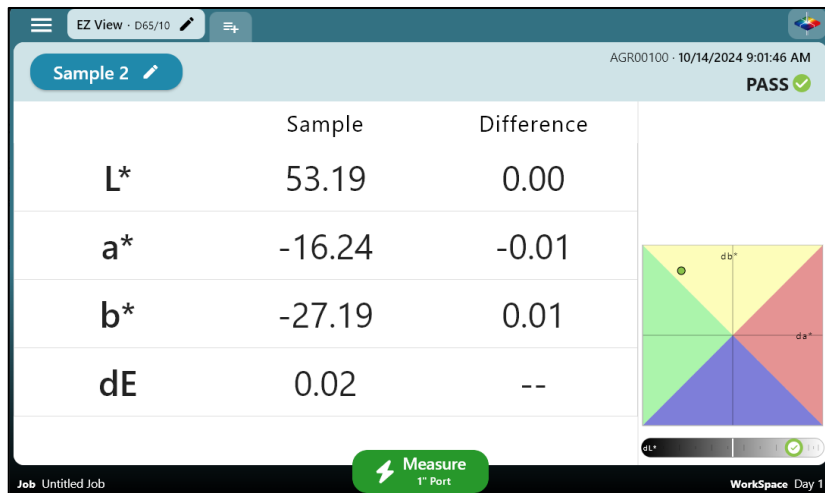 EZ View · D65/10
Sample 2
AGR00100 · 10/14/2024 9:01:46 AM
PASS
Sample Difference
L* 53.19 0.00
a* -16.24 -0.01
b* -27.19 0.01
dE 0.02 --
db*
da*
dL*
Measure
1" Port
Job Untitled Job
WorkSpace Day 1